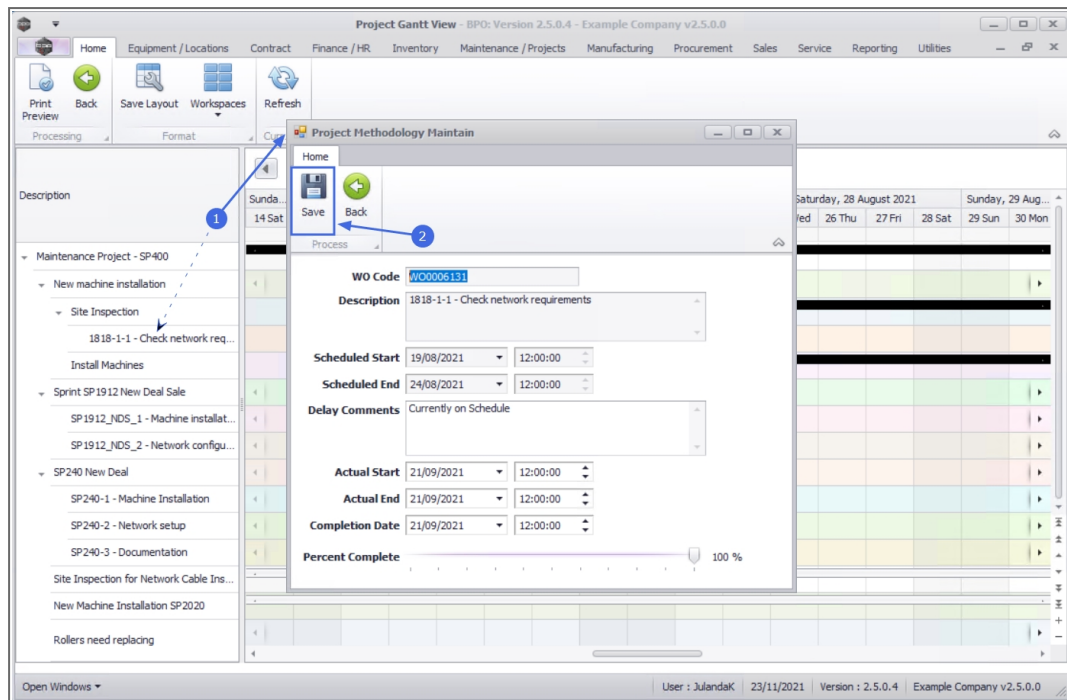 Project Gantt View - BPO: Version 2.5.0.4 - Example Company v2.5.0.0
Home Equipment / Locations Contract Finance / HR Inventory Maintenance / Projects Manufacturing Procurement Sales Service Reporting Utilities
Print Preview Back Save Layout Workspaces Refresh
Processing Format
Project Methodology Maintain
Home
Save Back
Process
1
2
Description
Sunda... Saturday, 28 August 2021 Sunday, 29 Aug...
14 Sat 26 Thu 27 Fri 28 Sat 29 Sun 30 Mon
Maintenance Project - SP400
New machine installation
Site Inspection
1818-1-1 - Check network req...
Install Machines
Sprint SP1912 New Deal Sale
SP1912_NDS_1 - Machine installat...
SP1912_NDS_2 - Network configu...
SP240 New Deal
SP240-1 - Machine Installation
SP240-2 - Network setup
SP240-3 - Documentation
Site Inspection for Network Cable Ins...
New Machine Installation SP2020
Rollers need replacing
WO Code WO0006131
Description 1818-1-1 - Check network requirements
Scheduled Start 19/08/2021 12:00:00
Scheduled End 24/08/2021 12:00:00
Delay Comments Currently on Schedule
Actual Start 21/09/2021 12:00:00
Actual End 21/09/2021 12:00:00
Completion Date 21/09/2021 12:00:00
Percent Complete 100 %
Open Windows User : JulandaK 23/11/2021 Version : 2.5.0.4 Example Company v2.5.0.0